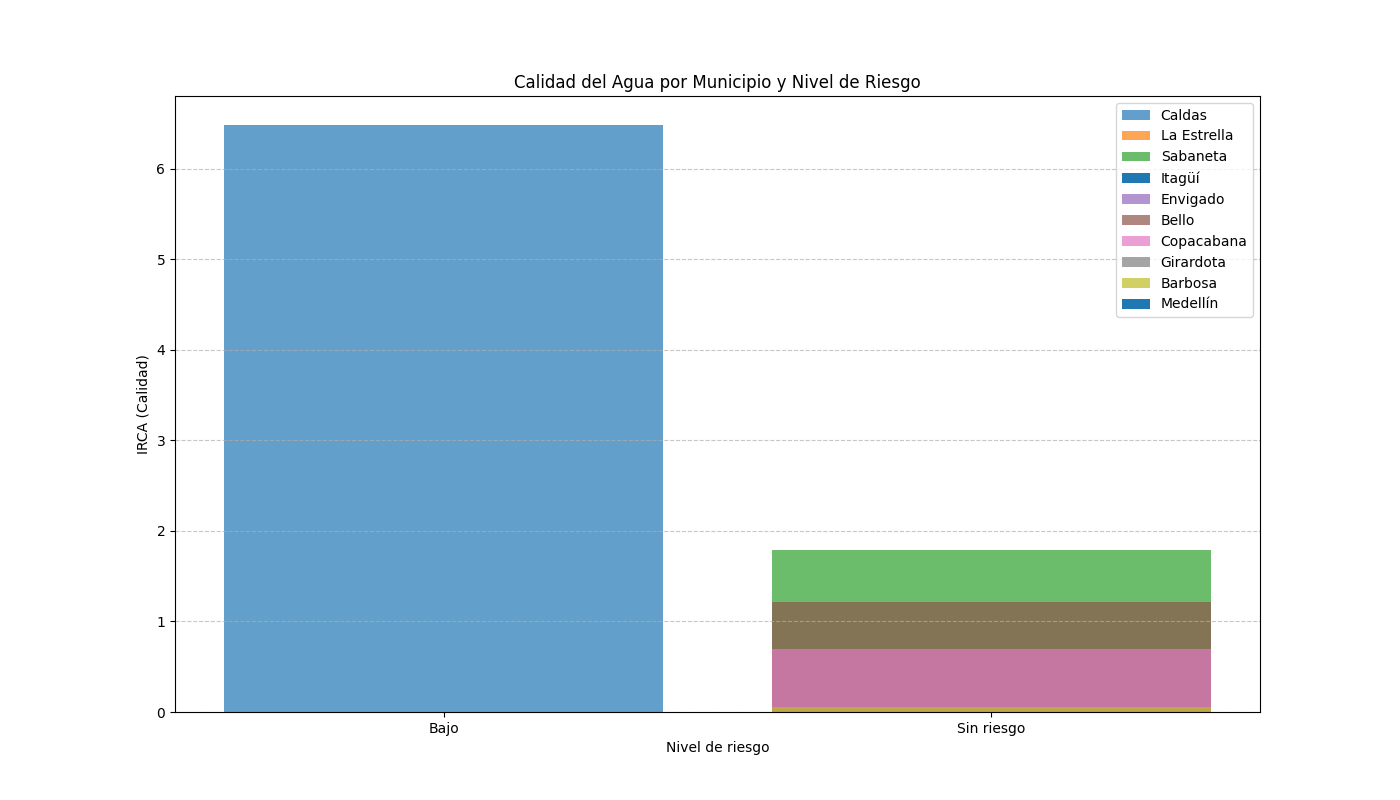 Calidad del Agua por Municipio y Nivel de Riesgo
Caldas
La Estrella
Sabaneta
Itagüí
Envigado
Bello
Copacabana
Girardota
Barbosa
Medellín
IRCA (Calidad)
6
5
4
3
2
1
0
Bajo
Sin riesgo
Nivel de riesgo